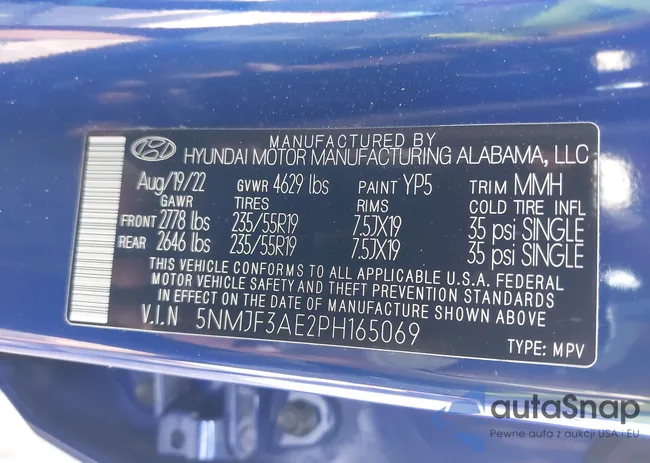 MANUFACTURED BY
HYUNDAI MOTOR MANUFACTURING ALABAMA, LLC
Aug/19/22 GVWR 4629 lbs PAINT YP5 TRIM MMH
GAWR TIRES RIMS COLD TIRE INFL
FRONT 2778 lbs 235/55R19 7.5JX19 35 psi SINGLE
REAR 2646 lbs 235/55R19 7.5JX19 35 psi SINGLE
THIS VEHICLE CONFORMS TO ALL APPLICABLE U.S.A. FEDERAL
MOTOR VEHICLE SAFETY AND THEFT PREVENTION STANDARDS
IN EFFECT ON THE DATE OF MANUFACTURE SHOWN ABOVE.
V.I.N 5NMJF3AE2PH165069
TYPE: MPV
autaSnap
Pewne auta z aukcji USA i EU